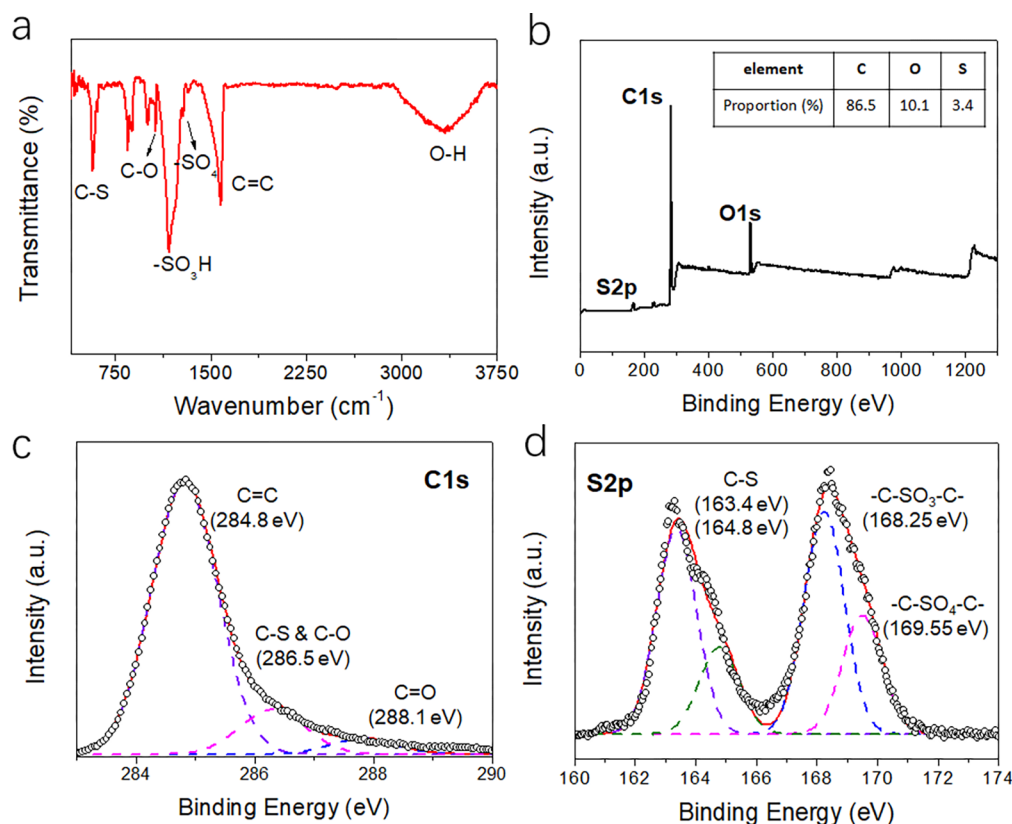 a
Transmittance (%)
C-S
C-O
-SO₃H
-SO₄
C=C
O-H
750 1500 2250 3000 3750
Wavenumber (cm⁻¹)
b
Intensity (a.u.)
element C O S
Proportion (%) 86.5 10.1 3.4
C1s
O1s
S2p
0 200 400 600 800 1000 1200
Binding Energy (eV)
c
Intensity (a.u.)
C1s
C=C
(284.8 eV)
C-S & C-O
(286.5 eV)
C=O
(288.1 eV)
284 286 288 290
Binding Energy (eV)
d
Intensity (a.u.)
S2p
C-S
(163.4 eV)
(164.8 eV)
-C-SO₃-C-
(168.25 eV)
-C-SO₄-C-
(169.55 eV)
160 162 164 166 168 170 172 174
Binding Energy (eV)